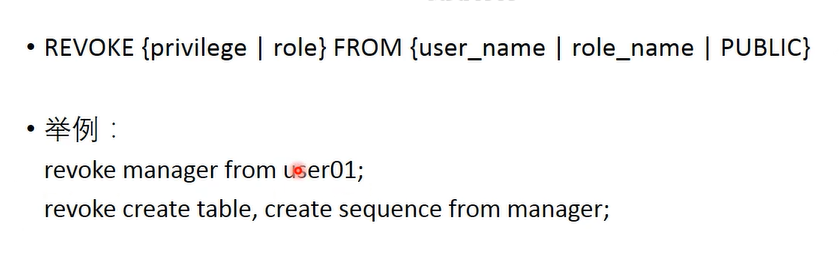 • REVOKE {privilege | role} FROM {user_name | role_name | PUBLIC}
• 举例：
revoke manager from user01;
revoke create table, create sequence from manager;